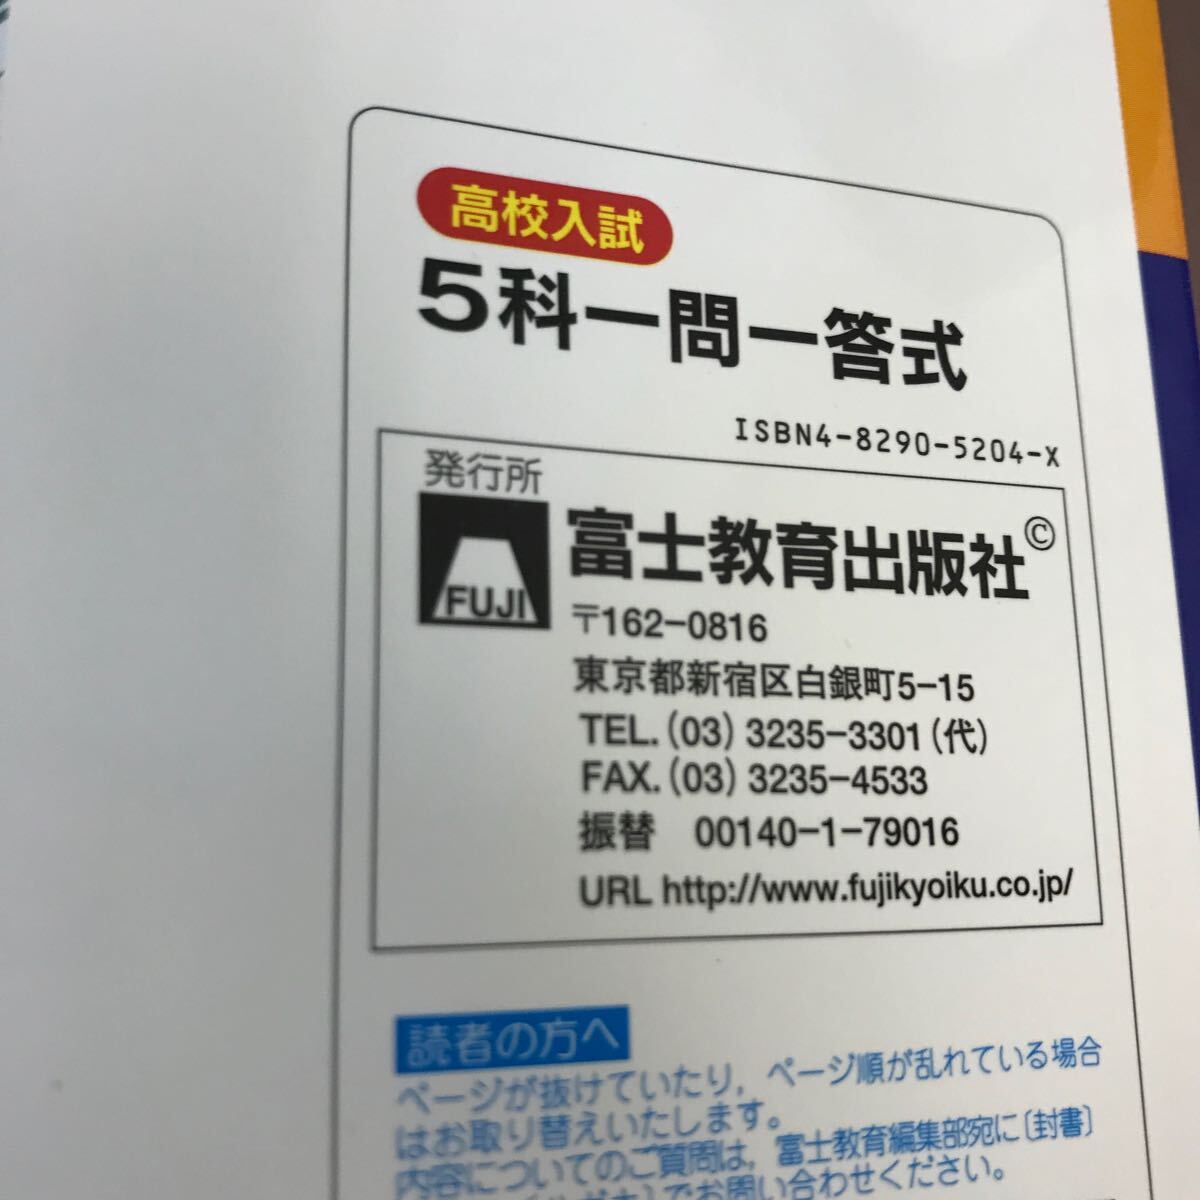 高校入試
5科一問一答式
ISBN4-8290-5204-X
発行所
FUJI
富士教育出版社©
〒162-0816
東京都新宿区白銀町5-15
TEL.(03)3235-3301(代)
FAX.(03)3235-4533
振替 00140-1-79016
URL http://www.fujikyoiku.co.jp/
読者の方へ
ページが抜けていたり，ページ順が乱れている場合
はお取り替えいたします。
内容についてのご質問は，富士教育編集部宛に〔封書〕
でお問い合わせください。